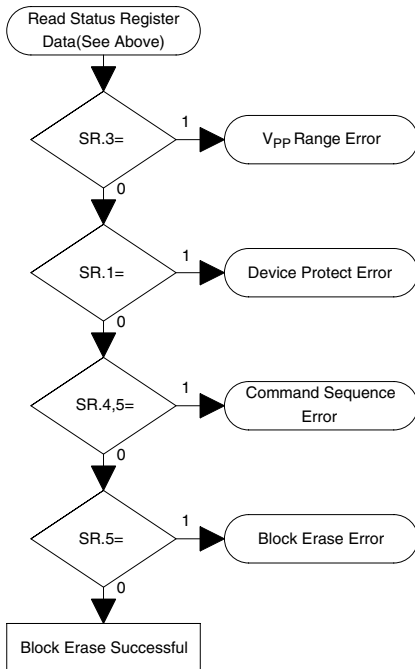 Read Status Register
Data(See Above)
SR.3=
1
VPP Range Error
0
SR.1=
1
Device Protect Error
0
SR.4,5=
1
Command Sequence
Error
0
SR.5=
1
Block Erase Error
0
Block Erase Successful